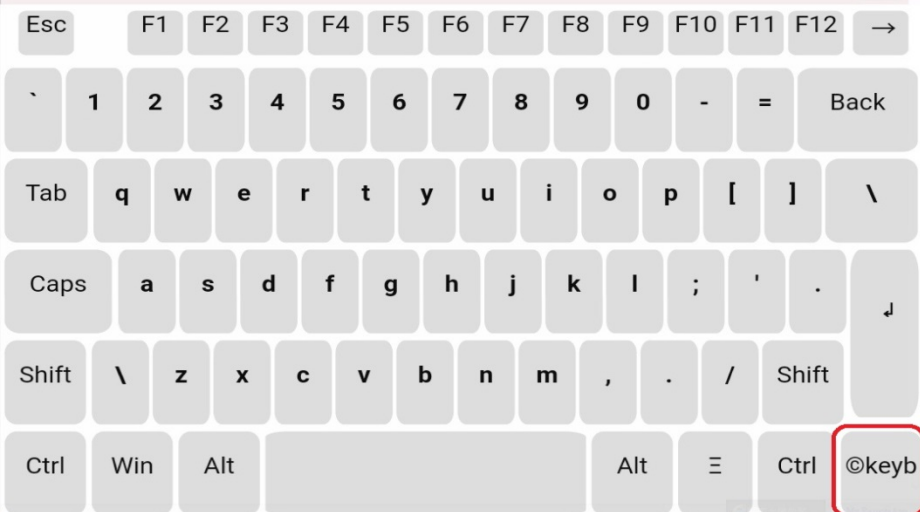 Esc F1 F2 F3 F4 F5 F6 F7 F8 F9 F10 F11 F12 →
` 1 2 3 4 5 6 7 8 9 0 - = Back
Tab q w e r t y u i o p [ ] \
Caps a s d f g h j k l ; ' . ↲
Shift \ z x c v b n m , . / Shift
Ctrl Win Alt Alt Ξ Ctrl ©keyb